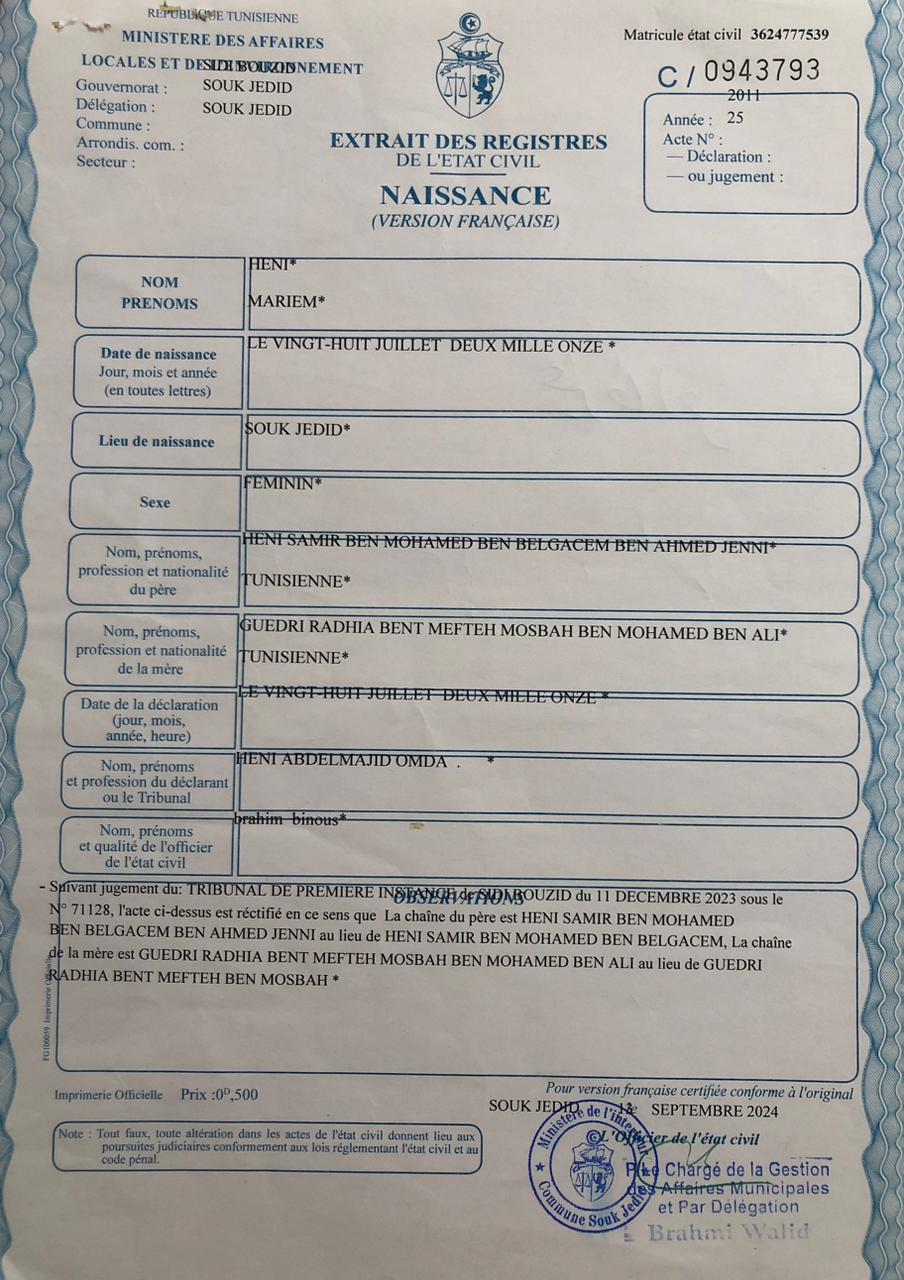 REPUBLIQUE TUNISIENNE
MINISTERE DES AFFAIRES
LOCALES ET DE L'ENVIRONNEMENT
SIDI BOUZID
Gouvernorat : SOUK JEDID
Délégation : SOUK JEDID
Commune :
Arrondis. com. :
Secteur :
Matricule état civil 3624777539
C / 0943793
2011
Année : 25
Acte N° :
— Déclaration :
— ou jugement :
EXTRAIT DES REGISTRES
DE L'ETAT CIVIL
NAISSANCE
(VERSION FRANÇAISE)
NOM
PRENOMS
HENI*
MARIEM*
Date de naissance
Jour, mois et année
(en toutes lettres)
LE VINGT-HUIT JUILLET DEUX MILLE ONZE *
Lieu de naissance
SOUK JEDID*
Sexe
FEMININ*
Nom, prénoms,
profession et nationalité
du père
HENI SAMIR BEN MOHAMED BEN BELGACEM BEN AHMED JENNI*
TUNISIENNE*
Nom, prénoms,
profession et nationalité
de la mère
GUEDRI RADHIA BENT MEFTEH MOSBAH BEN MOHAMED BEN ALI*
TUNISIENNE*
Date de la déclaration
(jour, mois,
année, heure)
LE VINGT-HUIT JUILLET DEUX MILLE ONZE *
Nom, prénoms
et profession du déclarant
ou le Tribunal
HENI ABDELMAJID OMDA . *
Nom, prénoms
et qualité de l'officier
de l'état civil
brahim binous*
OBSERVATIONS
- Suivant jugement du: TRIBUNAL DE PREMIERE INSTANCE de SIDI BOUZID du 11 DECEMBRE 2023 sous le
N° 71128, l'acte ci-dessus est réctifié en ce sens que La chaîne du père est HENI SAMIR BEN MOHAMED
BEN BELGACEM BEN AHMED JENNI au lieu de HENI SAMIR BEN MOHAMED BEN BELGACEM, La chaîne
de la mère est GUEDRI RADHIA BENT MEFTEH MOSBAH BEN MOHAMED BEN ALI au lieu de GUEDRI
RADHIA BENT MEFTEH BEN MOSBAH *
FG100059 Imprimerie Officielle
Imprimerie Officielle Prix :0ᴰ,500
Pour version française certifiée conforme à l'original
SOUK JEDID 13 SEPTEMBRE 2024
L'Officier de l'état civil
Note : Tout faux, toute altération dans les actes de l'état civil donnent lieu aux
poursuites judiciaires conformement aux lois réglementant l'état civil et au
code pénal.
Ministère de l'intérieur
Commune Souk Jedid
P/Le Chargé de la Gestion
des Affaires Municipales
et Par Délégation
Brahmi Walid